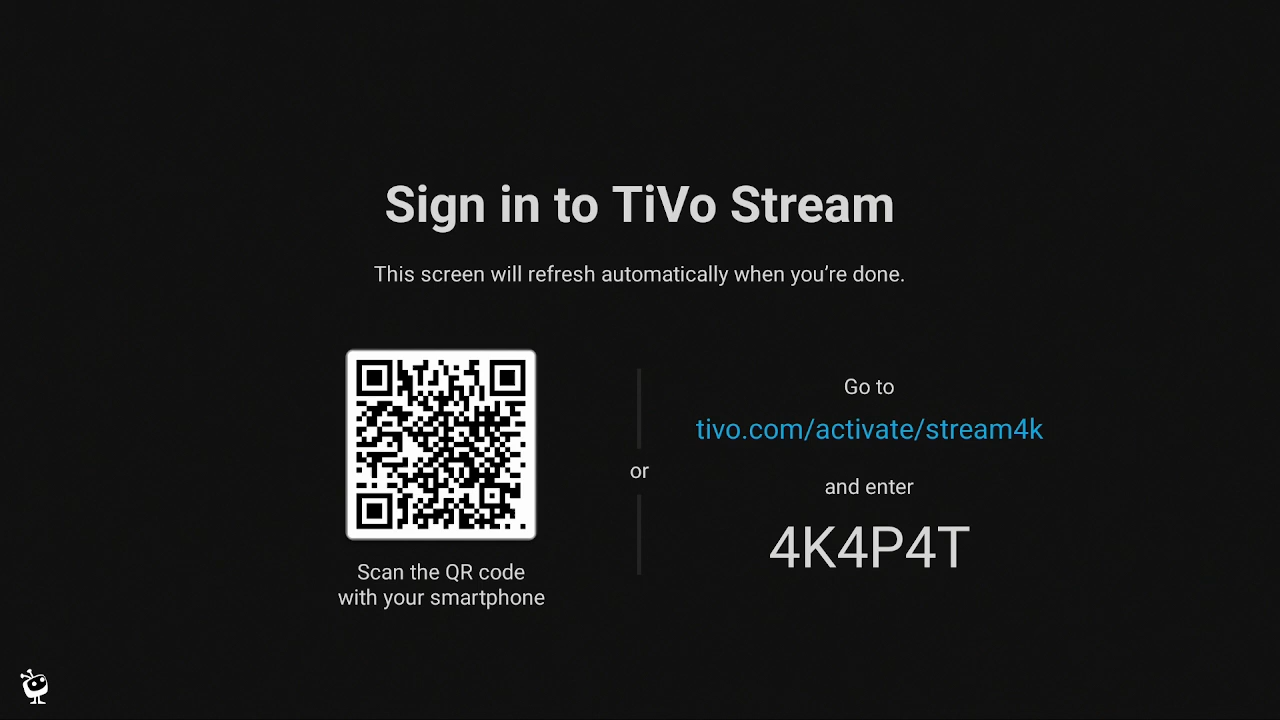 Sign in to TiVo Stream
This screen will refresh automatically when you’re done.
Scan the QR code
with your smartphone
or
Go to
tivo.com/activate/stream4k
and enter
4K4P4T